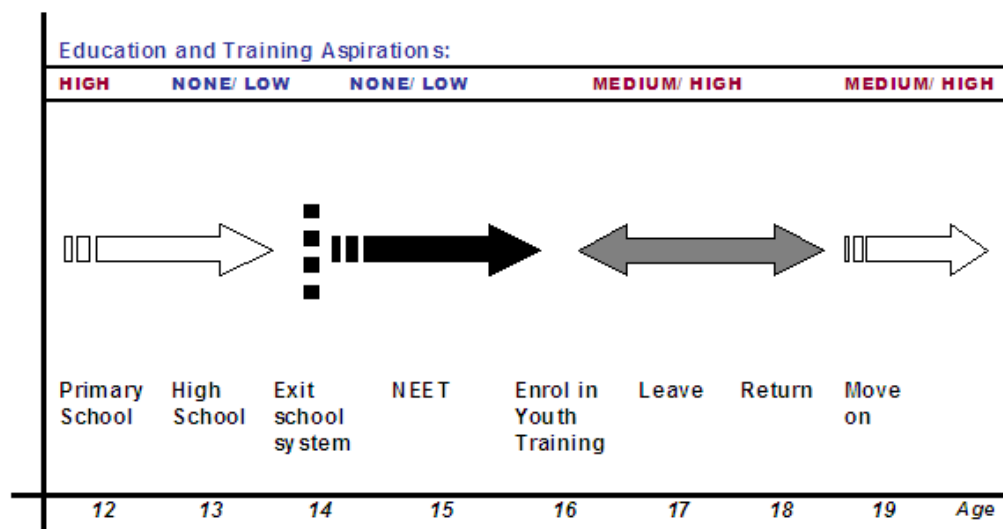 Education and Training Aspirations:
HIGH NONE/ LOW NONE/ LOW MEDIUM/ HIGH MEDIUM/ HIGH
Primary High Exit NEET Enrol in Leave Return Move
School School school Youth on
system Training
12 13 14 15 16 17 18 19 Age